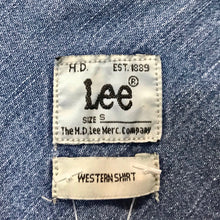 H.D. EST. 1889
Lee®
SIZE S
The H.D. Lee Merc. Company
WESTERN SHIRT